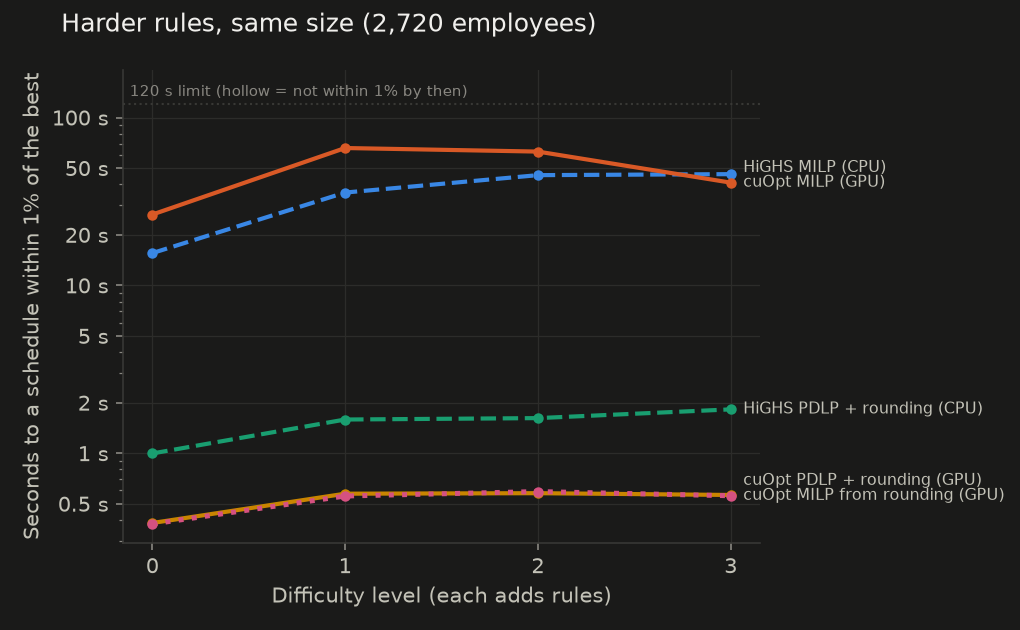 Harder rules, same size (2,720 employees)
120 s limit (hollow = not within 1% by then)
Seconds to a schedule within 1% of the best
100 s
50 s
20 s
10 s
5 s
2 s
1 s
0.5 s
HiGHS MILP (CPU)
cuOpt MILP (GPU)
HiGHS PDLP + rounding (CPU)
cuOpt PDLP + rounding (GPU)
cuOpt MILP from rounding (GPU)
0
1
2
3
Difficulty level (each adds rules)